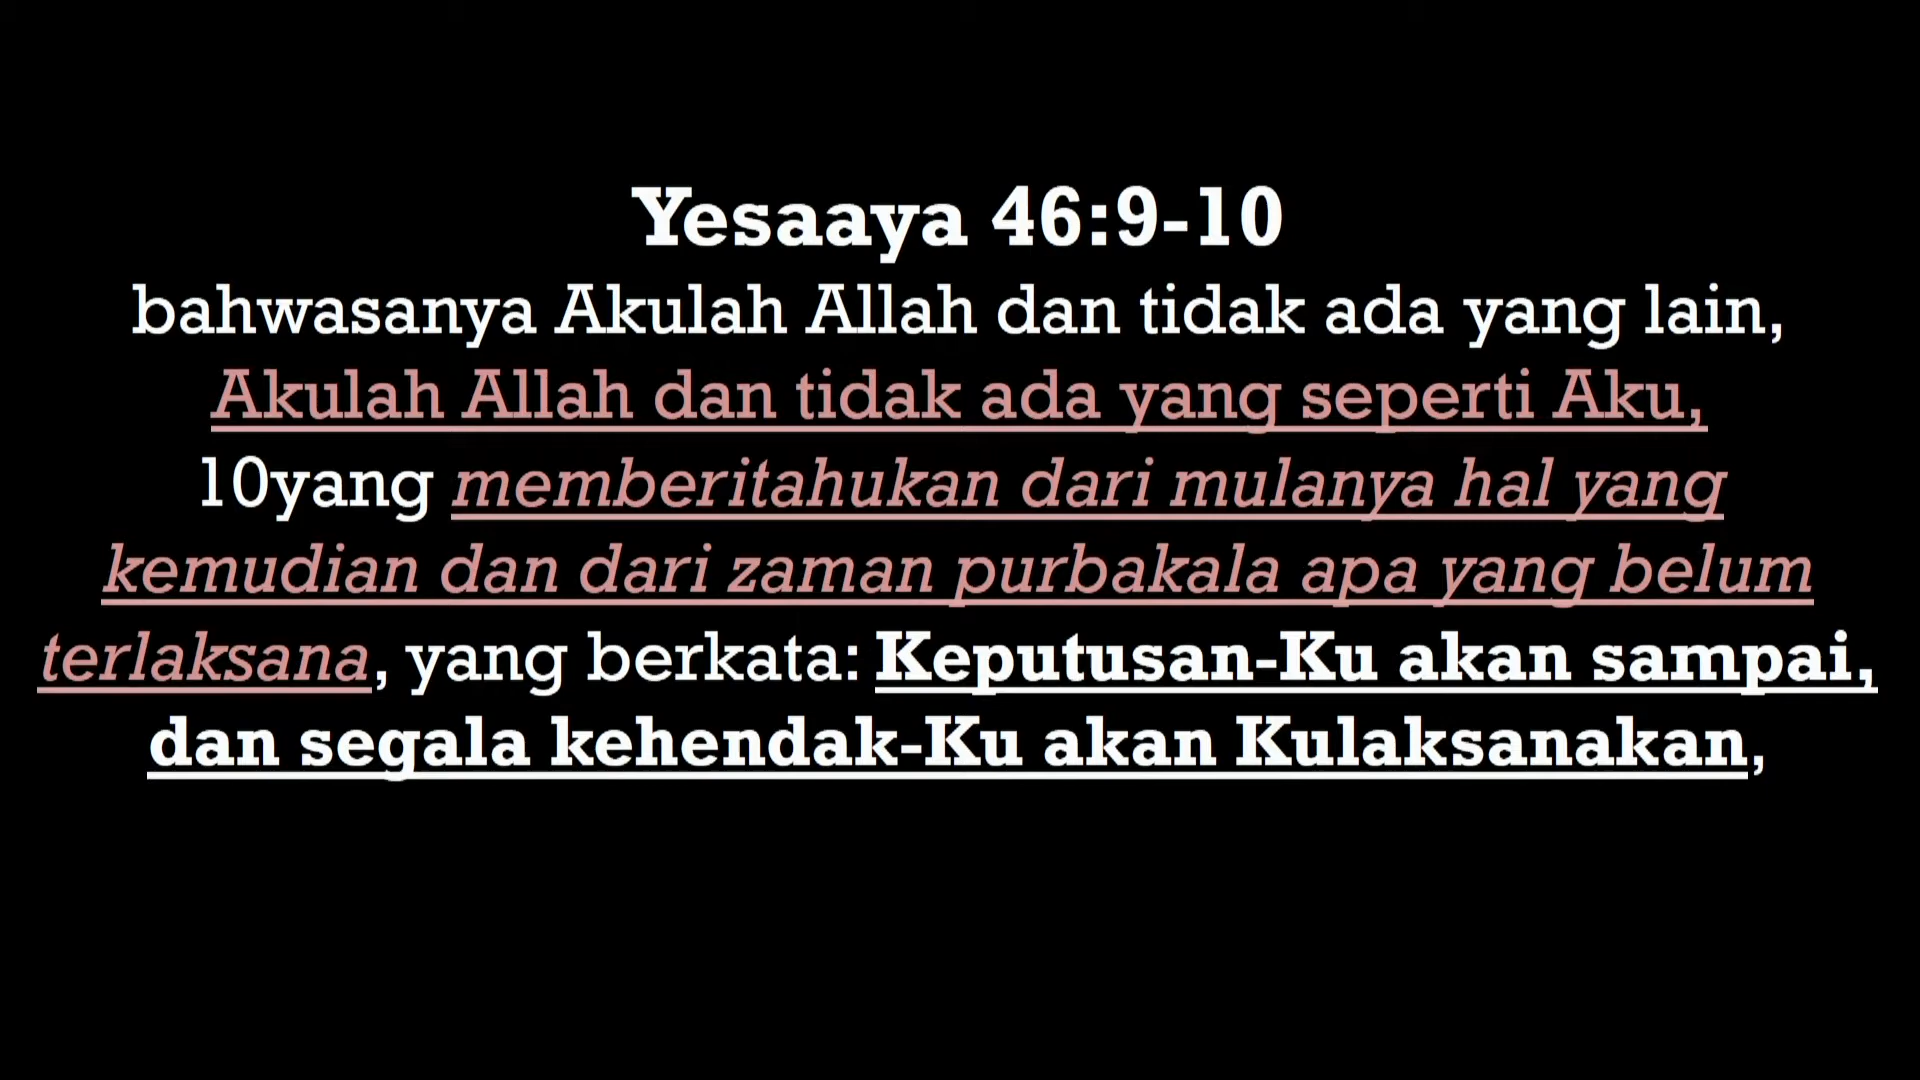 Yesaaya 46:9-10
bahwasanya Akulah Allah dan tidak ada yang lain,
Akulah Allah dan tidak ada yang seperti Aku,
10yang memberitahukan dari mulanya hal yang
kemudian dan dari zaman purbakala apa yang belum
terlaksana, yang berkata: Keputusan-Ku akan sampai,
dan segala kehendak-Ku akan Kulaksanakan,